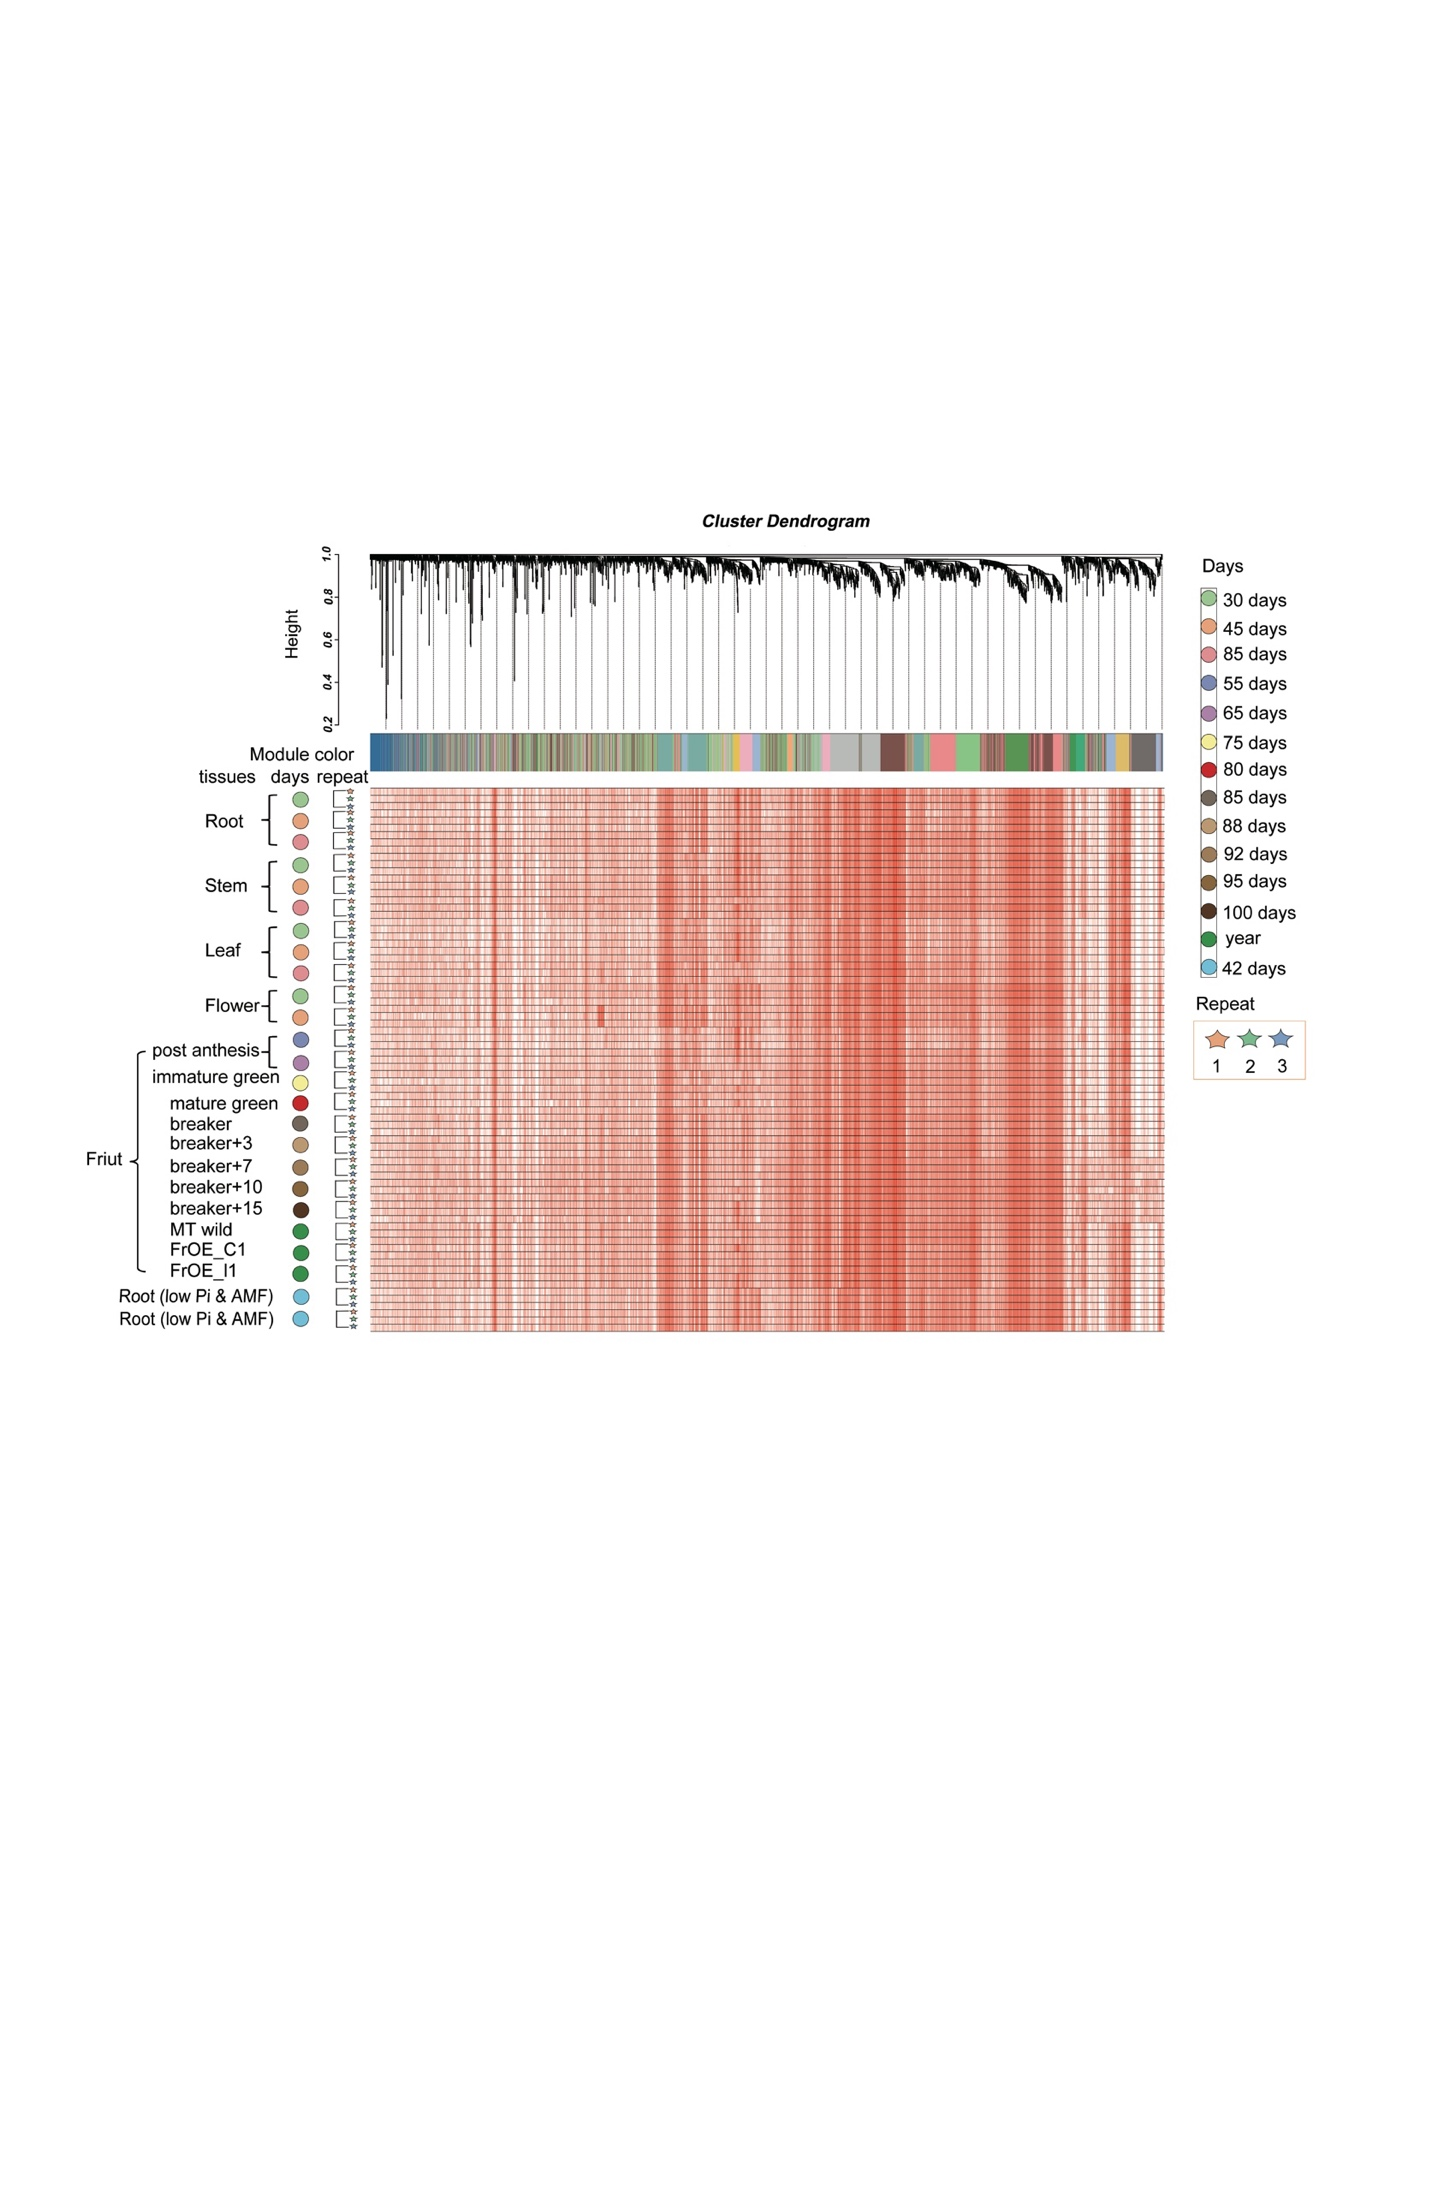 Cluster Dendrogram
Height
1.0
0.8
0.6
0.4
0.2
Module color
tissues days repeat
Root
Stem
Leaf
Flower
Friut
post anthesis
immature green
mature green
breaker
breaker+3
breaker+7
breaker+10
breaker+15
MT wild
FrOE_C1
FrOE_I1
Root (low Pi & AMF)
Root (low Pi & AMF)
Days
30 days
45 days
85 days
55 days
65 days
75 days
80 days
85 days
88 days
92 days
95 days
100 days
year
42 days
Repeat
1 2 3